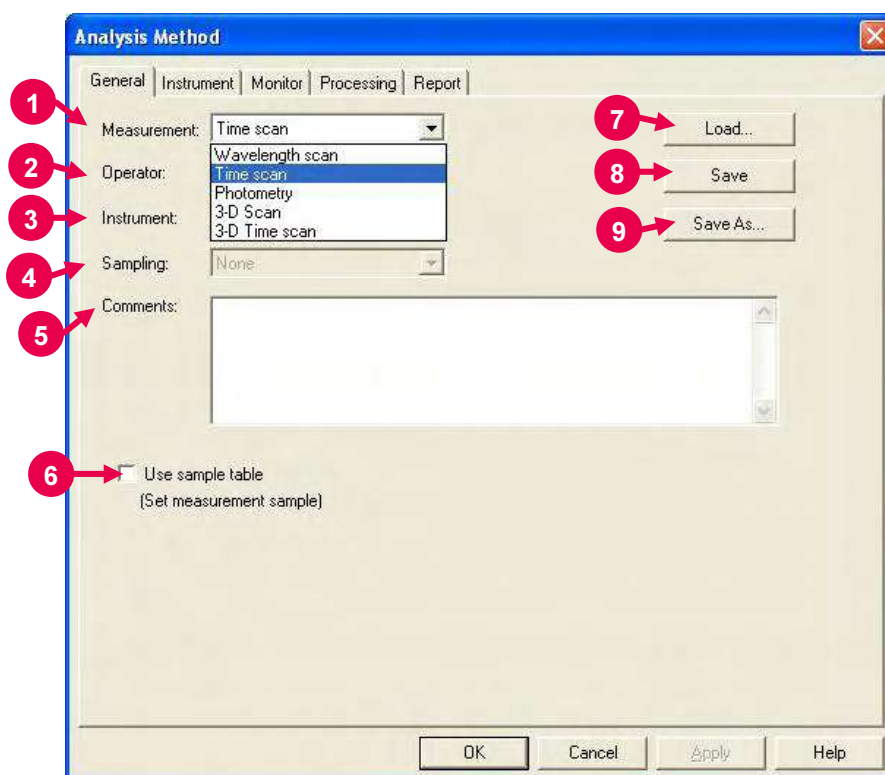 Analysis Method
General Instrument Monitor Processing Report
1 Measurement: Time scan 7 Load...
Wavelength scan
2 Operator: Time scan 8 Save
Photometry
3 Instrument: 3-D Scan 9 Save As...
3-D Time scan
4 Sampling: None
5 Comments:
6 Use sample table
(Set measurement sample)
OK Cancel Apply Help